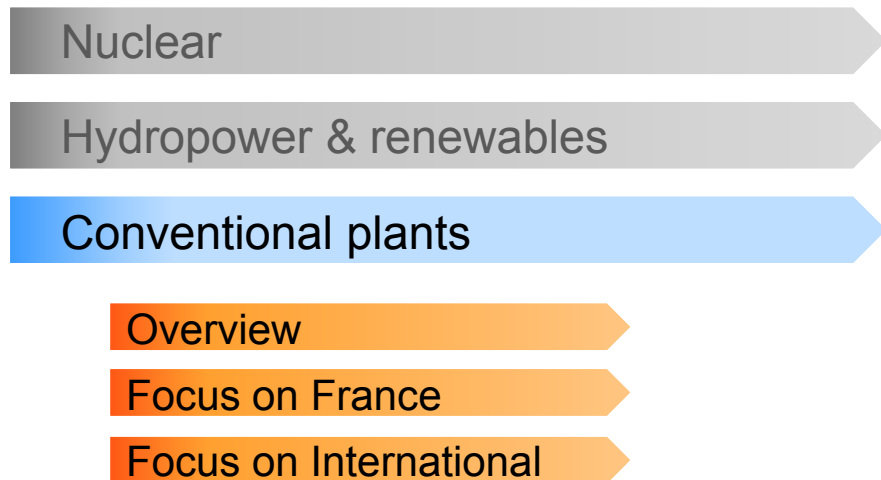 Nuclear
Hydropower & renewables
Conventional plants
Overview
Focus on France
Focus on International